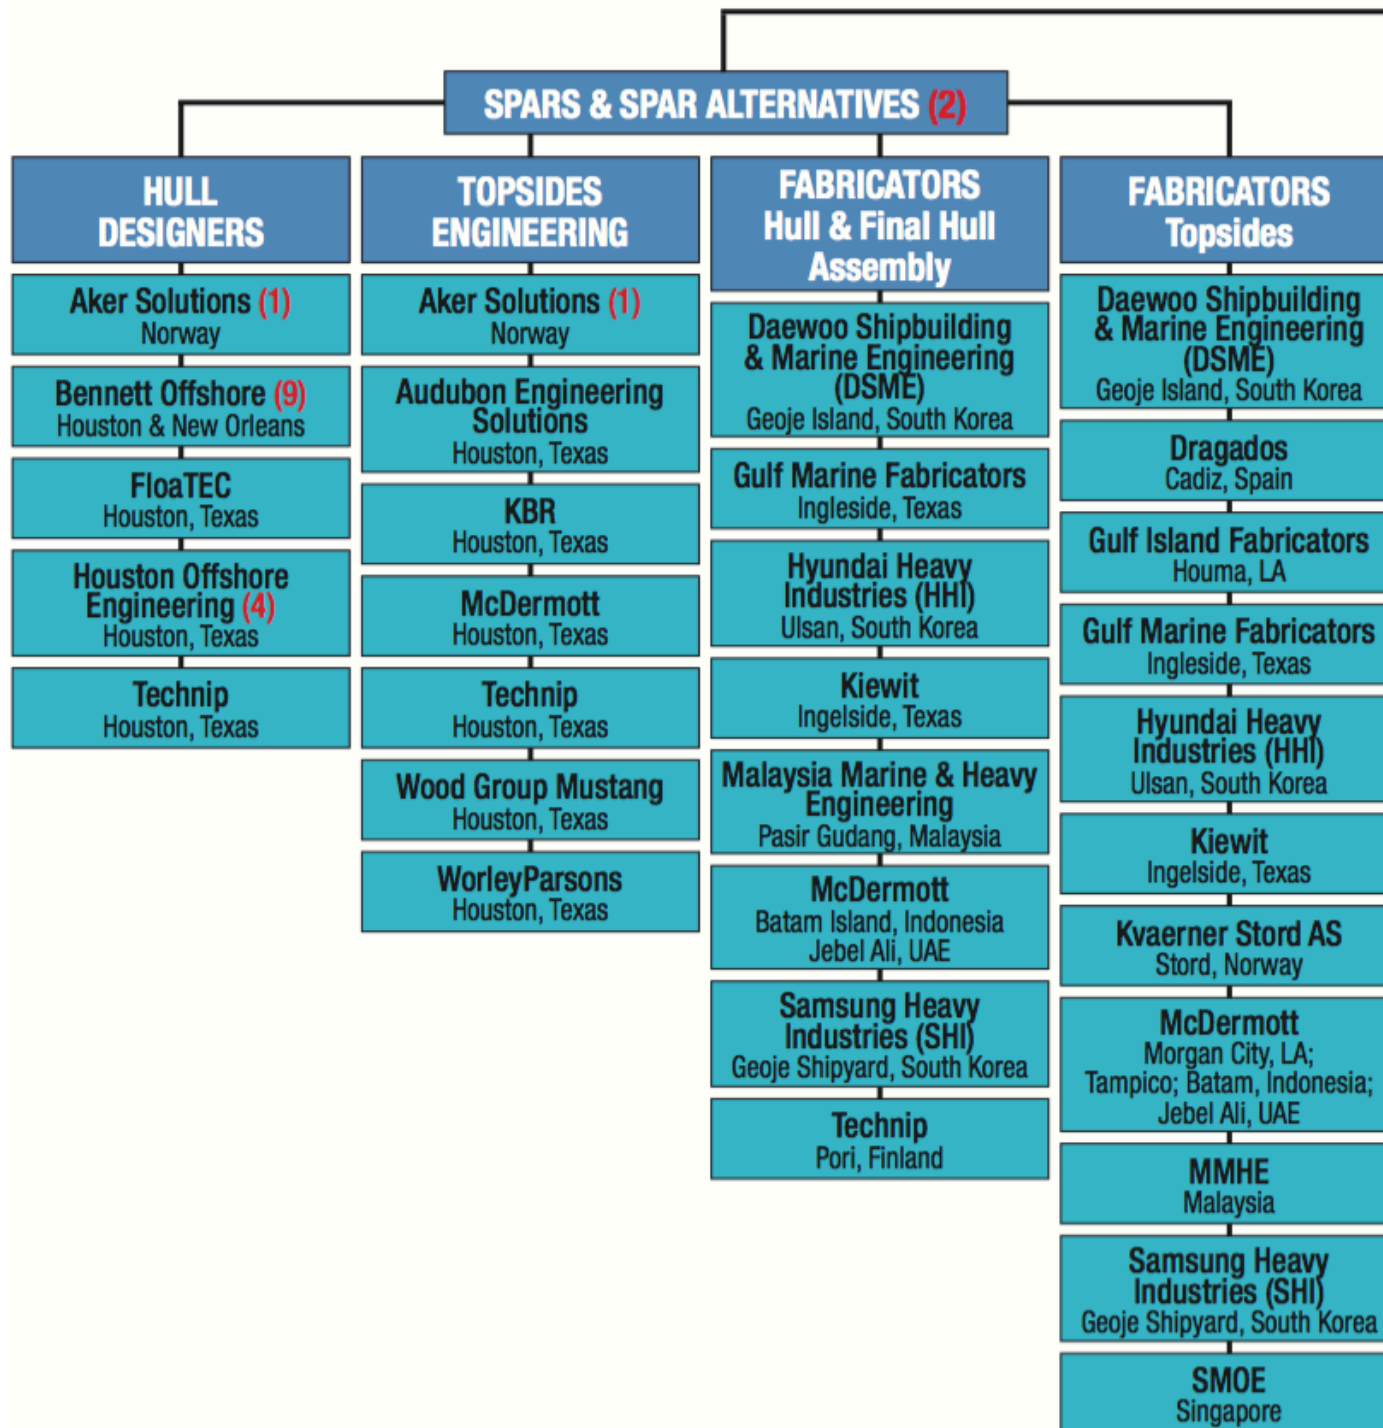 SPARS & SPAR ALTERNATIVES (2)
HULL
DESIGNERS
Aker Solutions (1)
Norway
Bennett Offshore (9)
Houston & New Orleans
FloaTEC
Houston, Texas
Houston Offshore
Engineering (4)
Houston, Texas
Technip
Houston, Texas
TOPSIDES
ENGINEERING
Aker Solutions (1)
Norway
Audubon Engineering
Solutions
Houston, Texas
KBR
Houston, Texas
McDermott
Houston, Texas
Technip
Houston, Texas
Wood Group Mustang
Houston, Texas
WorleyParsons
Houston, Texas
FABRICATORS
Hull & Final Hull
Assembly
Daewoo Shipbuilding
& Marine Engineering
(DSME)
Geoje Island, South Korea
Gulf Marine Fabricators
Ingleside, Texas
Hyundai Heavy
Industries (HHI)
Ulsan, South Korea
Kiewit
Ingelside, Texas
Malaysia Marine & Heavy
Engineering
Pasir Gudang, Malaysia
McDermott
Batam Island, Indonesia
Jebel Ali, UAE
Samsung Heavy
Industries (SHI)
Geoje Shipyard, South Korea
Technip
Pori, Finland
FABRICATORS
Topsides
Daewoo Shipbuilding
& Marine Engineering
(DSME)
Geoje Island, South Korea
Dragados
Cadiz, Spain
Gulf Island Fabricators
Houma, LA
Gulf Marine Fabricators
Ingleside, Texas
Hyundai Heavy
Industries (HHI)
Ulsan, South Korea
Kiewit
Ingelside, Texas
Kvaerner Stord AS
Stord, Norway
McDermott
Morgan City, LA;
Tampico; Batam, Indonesia;
Jebel Ali, UAE
MMHE
Malaysia
Samsung Heavy
Industries (SHI)
Geoje Shipyard, South Korea
SMOE
Singapore